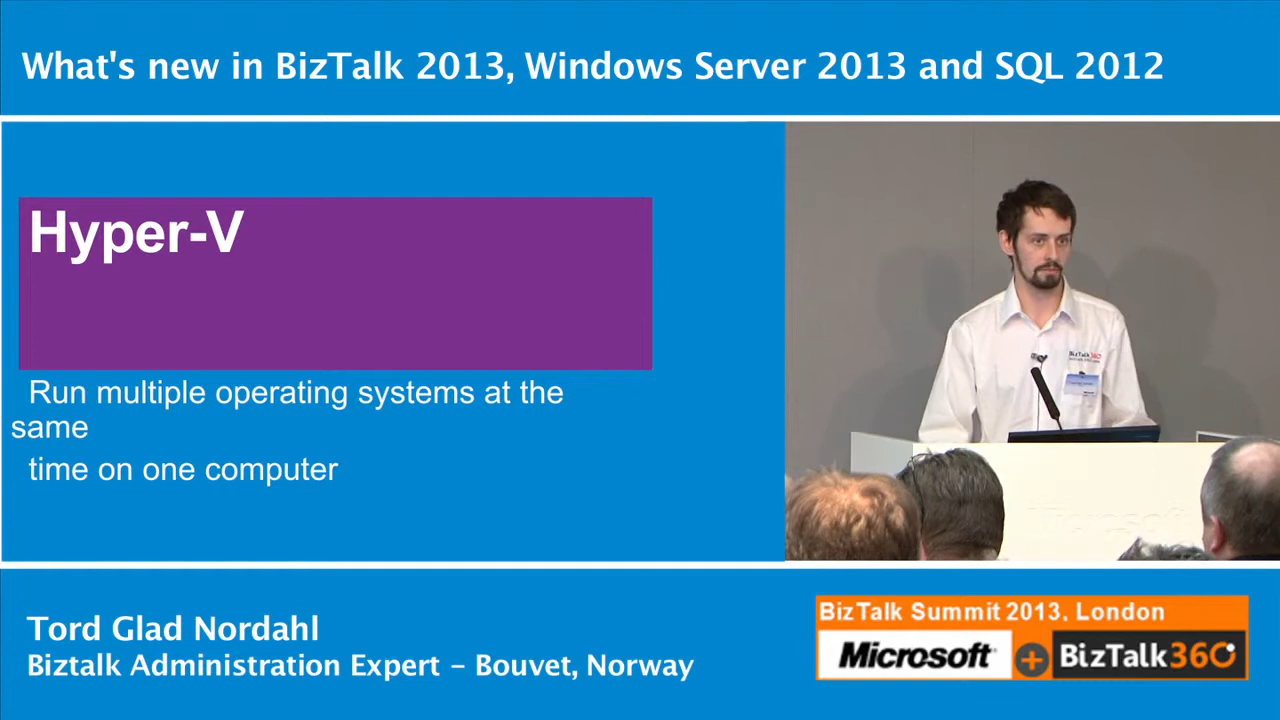 What's new in BizTalk 2013, Windows Server 2013 and SQL 2012
Hyper-V
Run multiple operating systems at the
same
time on one computer
BizTalk360
Tord Glad Nordahl
Biztalk Administration Expert – Bouvet, Norway
BizTalk Summit 2013, London
Microsoft + BizTalk360